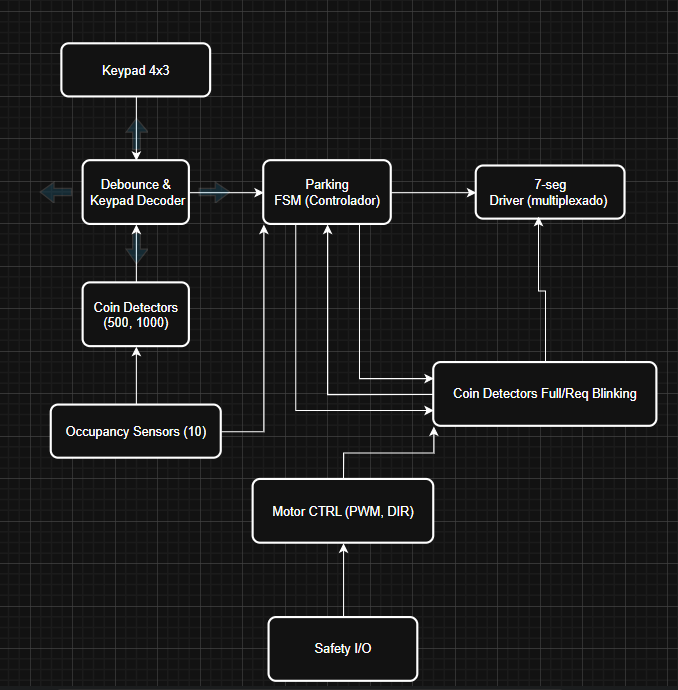 Keypad 4x3
Debounce &
Keypad Decoder
Parking
FSM (Controlador)
7-seg
Driver (multiplexado)
Coin Detectors
(500, 1000)
Coin Detectors Full/Req Blinking
Occupancy Sensors (10)
Motor CTRL (PWM, DIR)
Safety I/O